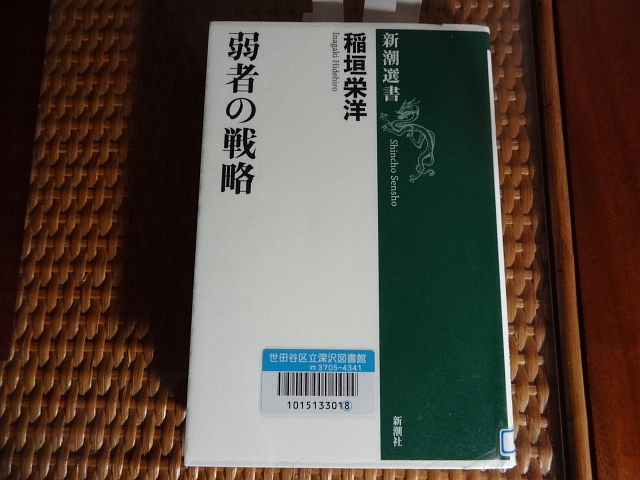 新潮選書
Shincho Sensho
稲垣栄洋
Inagaki Hidehiro
弱者の戦略
世田谷区立深沢図書館
☎3705-4341
1015133018
新潮社